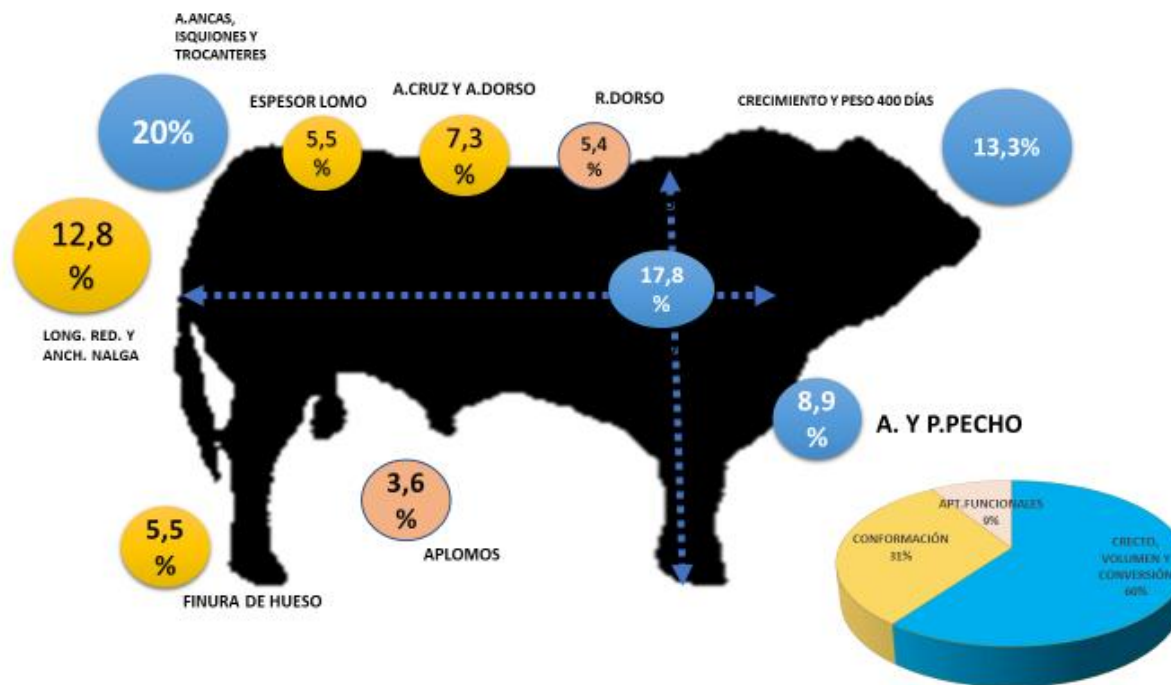 A.ANCAS,
ISQUIONES Y
TROCANTERES
20%
ESPESOR LOMO
5,5
%
A.CRUZ Y A.DORSO
7,3
%
R.DORSO
5,4
%
CRECIMIENTO Y PESO 400 DÍAS
13,3%
12,8
%
LONG. RED. Y
ANCH. NALGA
17,8
%
8,9
%
A. Y P.PECHO
3,6
%
APLOMOS
5,5
%
FINURA DE HUESO
APT.FUNCIONALES
9%
CONFORMACIÓN
31%
CRECTO,
VOLUMEN Y
CONVERSIÓN
60%